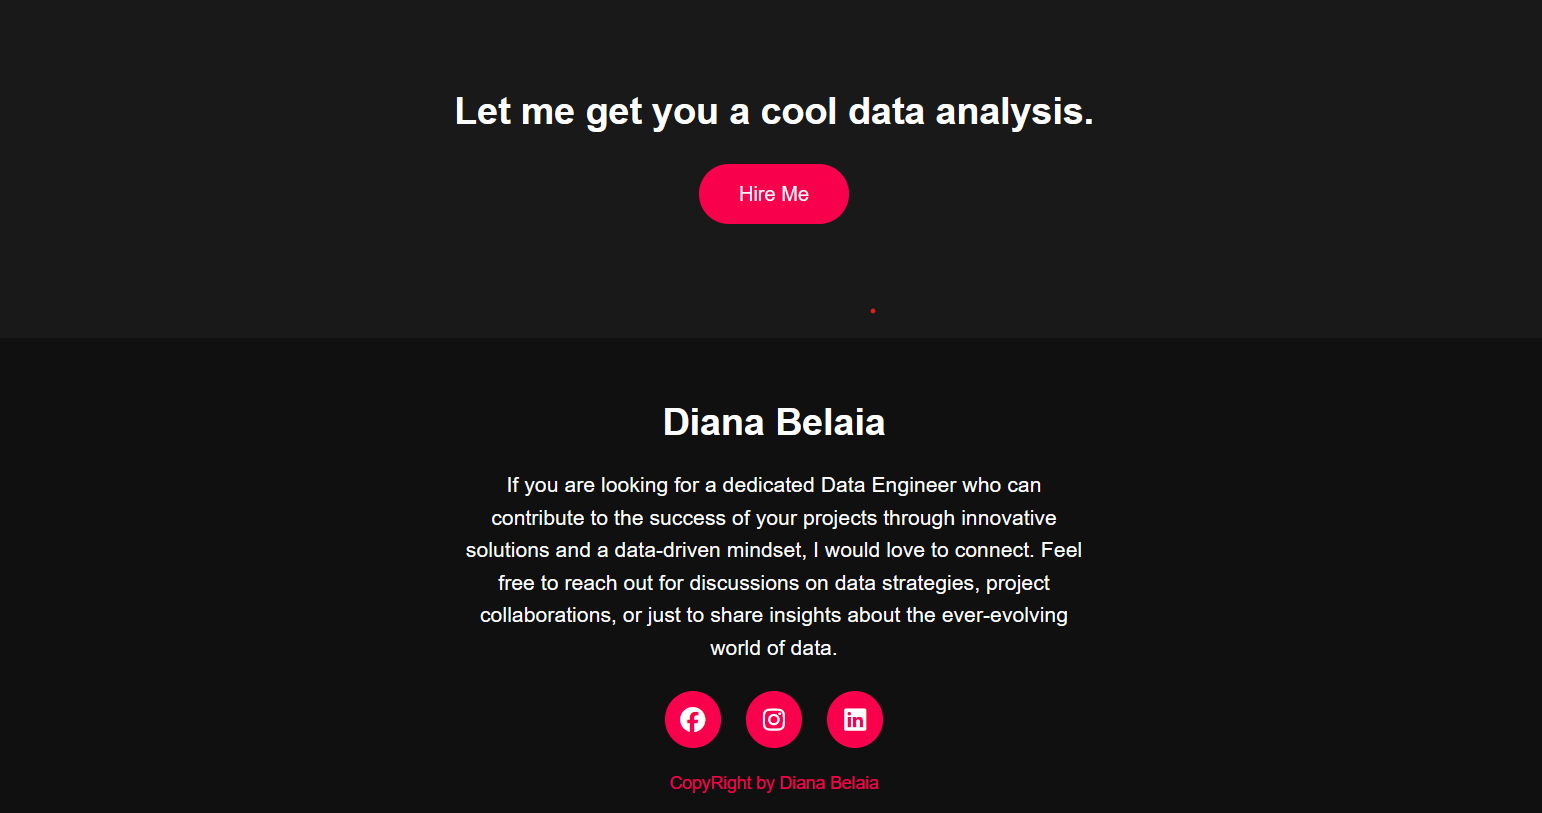 Let me get you a cool data analysis.
Hire Me
Diana Belaia
If you are looking for a dedicated Data Engineer who can
contribute to the success of your projects through innovative
solutions and a data-driven mindset, I would love to connect. Feel
free to reach out for discussions on data strategies, project
collaborations, or just to share insights about the ever-evolving
world of data.
CopyRight by Diana Belaia